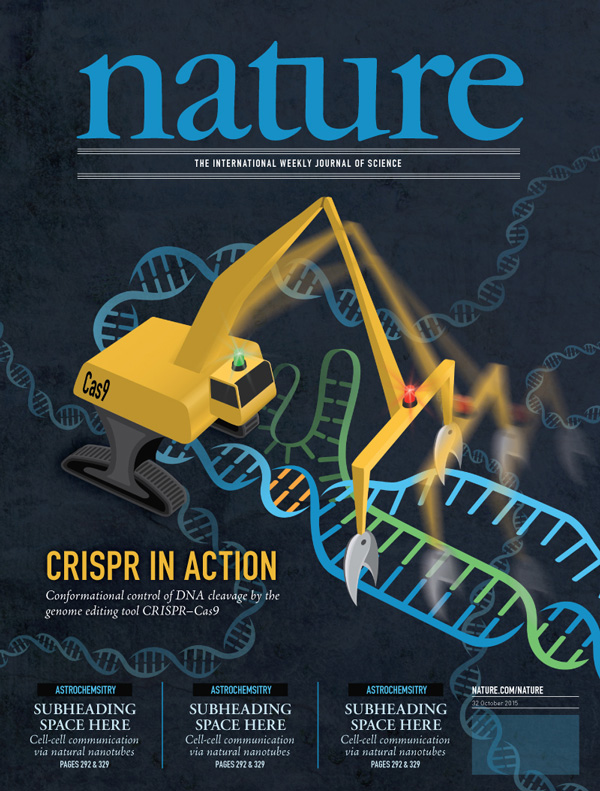 nature
THE INTERNATIONAL WEEKLY JOURNAL OF SCIENCE
Cas9
CRISPR IN ACTION
Conformational control of DNA cleavage by the
genome editing tool CRISPR–Cas9
ASTROCHEMSITRY
SUBHEADING
SPACE HERE
Cell-cell communication
via natural nanotubes
PAGES 292 & 329
ASTROCHEMSITRY
SUBHEADING
SPACE HERE
Cell-cell communication
via natural nanotubes
PAGES 292 & 329
ASTROCHEMSITRY
SUBHEADING
SPACE HERE
Cell-cell communication
via natural nanotubes
PAGES 292 & 329
NATURE.COM/NATURE
32 October 2015